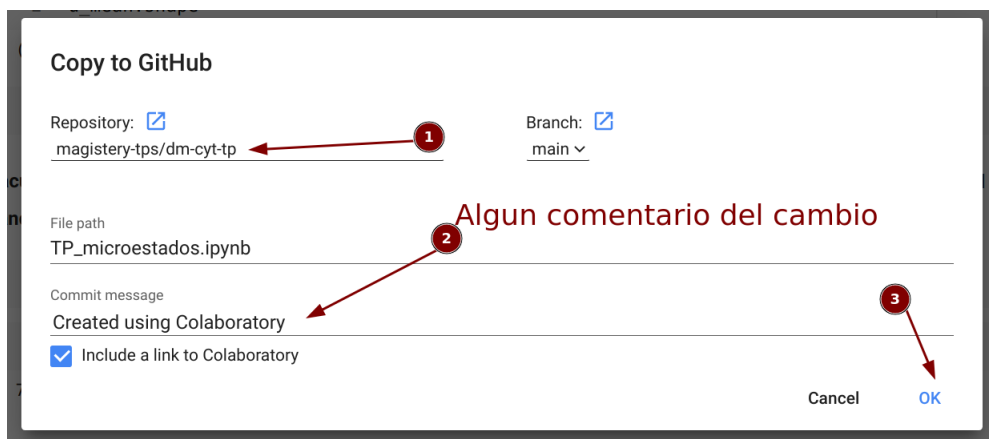 Copy to GitHub
Repository:
Branch:
magistery-tps/dm-cyt-tp
1
main
Algun comentario del cambio
File path
2
TP_microestados.ipynb
Commit message
3
Created using Colaboratory
Include a link to Colaboratory
Cancel
OK